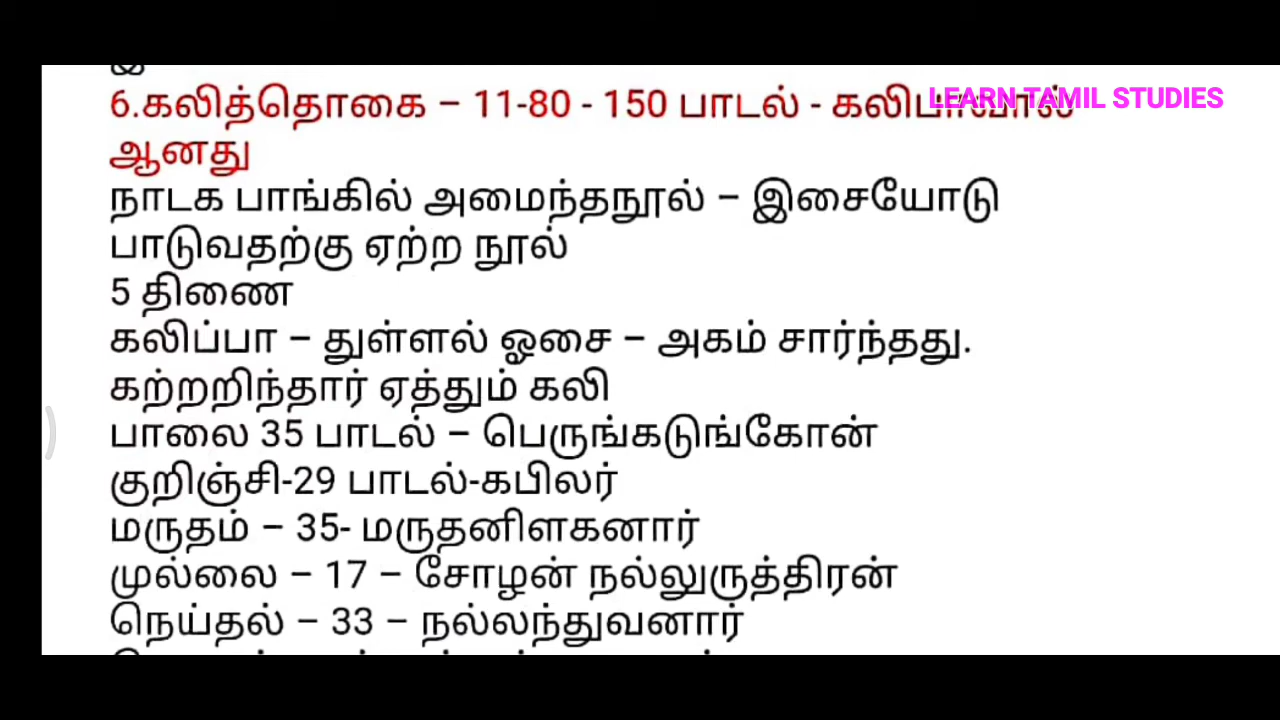 6.கலித்தொகை – 11-80 - 150 பாடல் - கலிபாவால்
LEARN TAMIL STUDIES
ஆனது
நாடக பாங்கில் அமைந்தநூல் – இசையோடு
பாடுவதற்கு ஏற்ற நூல்
5 திணை
கலிப்பா – துள்ளல் ஓசை – அகம் சார்ந்தது.
கற்றறிந்தார் ஏத்தும் கலி
பாலை 35 பாடல் – பெருங்கடுங்கோன்
குறிஞ்சி-29 பாடல்-கபிலர்
மருதம் – 35- மருதனிளகனார்
முல்லை – 17 – சோழன் நல்லுருத்திரன்
நெய்தல் – 33 – நல்லந்துவனார்